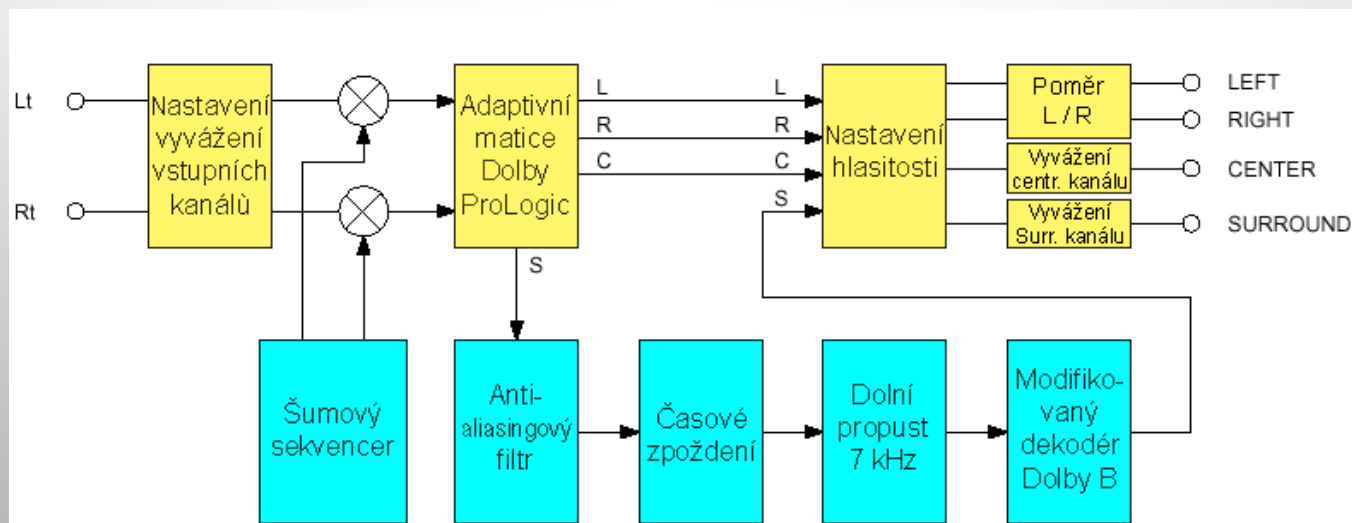 Lt
Rt
Nastavení
vyvážení
vstupních
kanálů
Adaptivní
matice
Dolby
ProLogic
L
R
C
L
R
C
S
S
Nastavení
hlasitosti
Poměr
L / R
Vyvážení
centr. kanálu
Vyvážení
Surr. kanálu
LEFT
RIGHT
CENTER
SURROUND
Šumový
sekvencer
Anti-
aliasingový
filtr
Časové
zpoždení
Dolní
propust
7 kHz
Modifiko-
vaný
dekodér
Dolby B